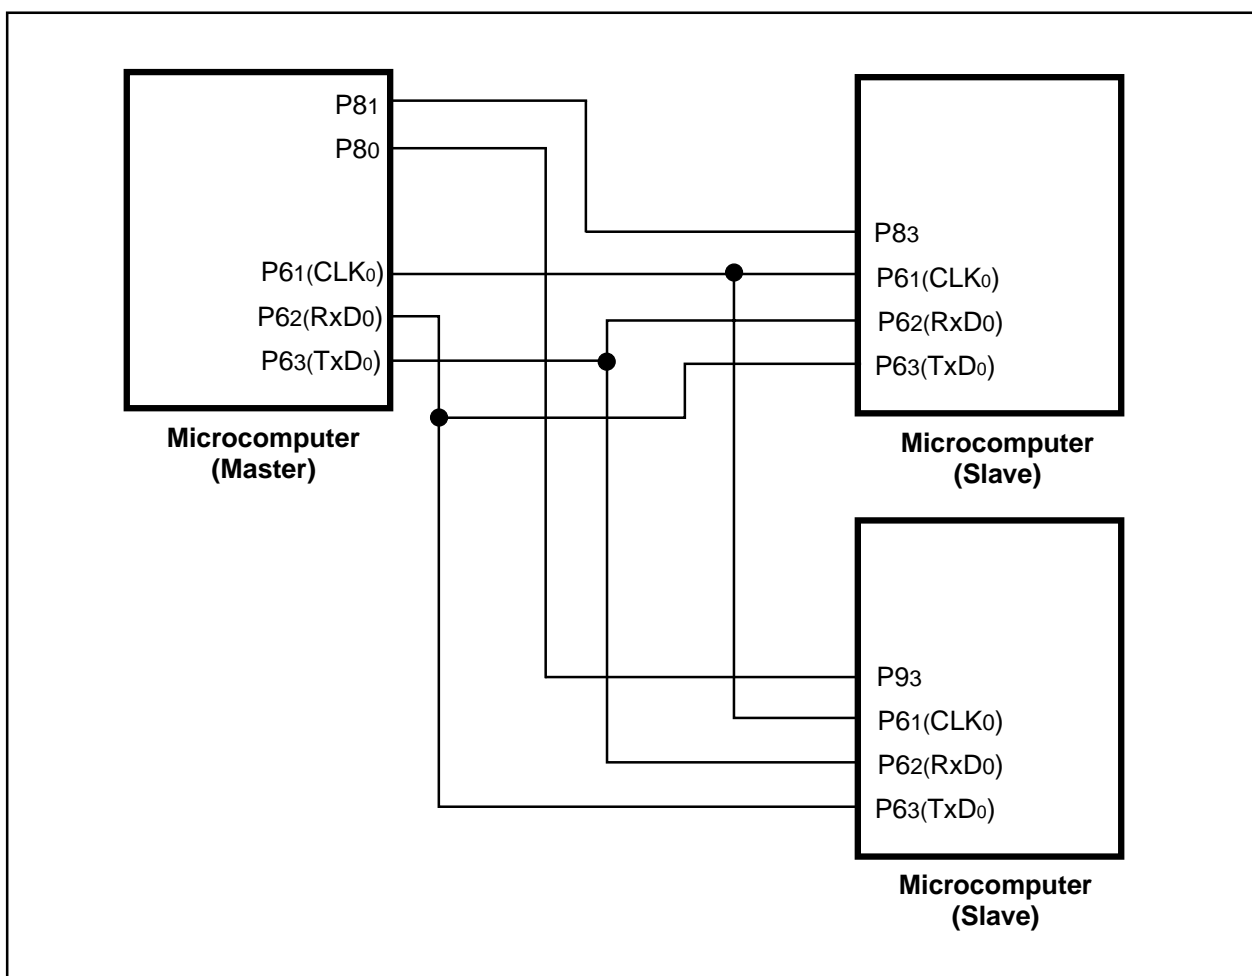 P81
P80
P61(CLK0)
P62(RxD0)
P63(TxD0)
Microcomputer
(Master)
P83
P61(CLK0)
P62(RxD0)
P63(TxD0)
Microcomputer
(Slave)
P93
P61(CLK0)
P62(RxD0)
P63(TxD0)
Microcomputer
(Slave)